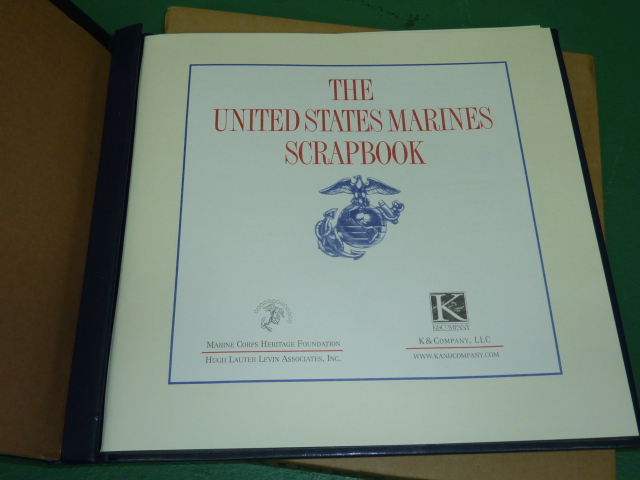 THE
UNITED STATES MARINES
SCRAPBOOK
MARINE CORPS HERITAGE FOUNDATION
HUGH LAUTER LEVIN ASSOCIATES, INC.
K
K&COMPANY
K & COMPANY, LLC
WWW.KANDCOMPANY.COM